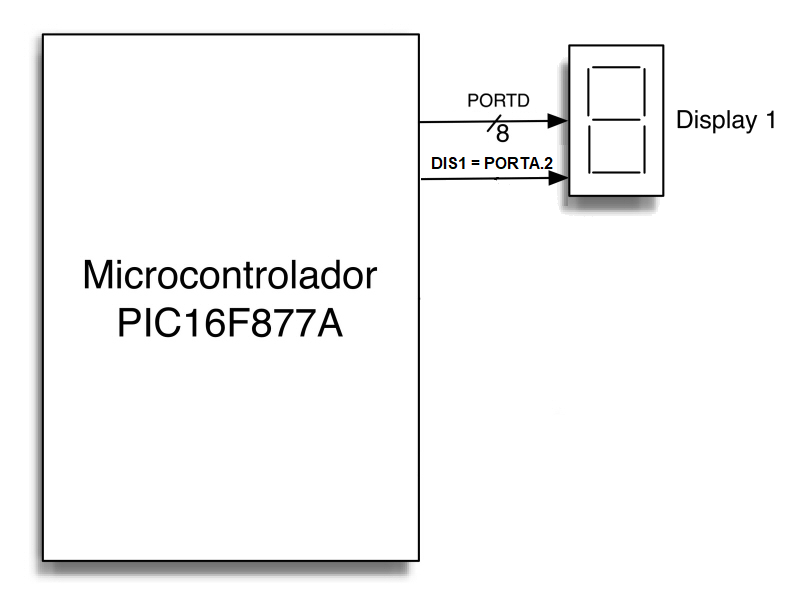 PORTD
8
DIS1 = PORTA.2
Display 1
Microcontrolador
PIC16F877A